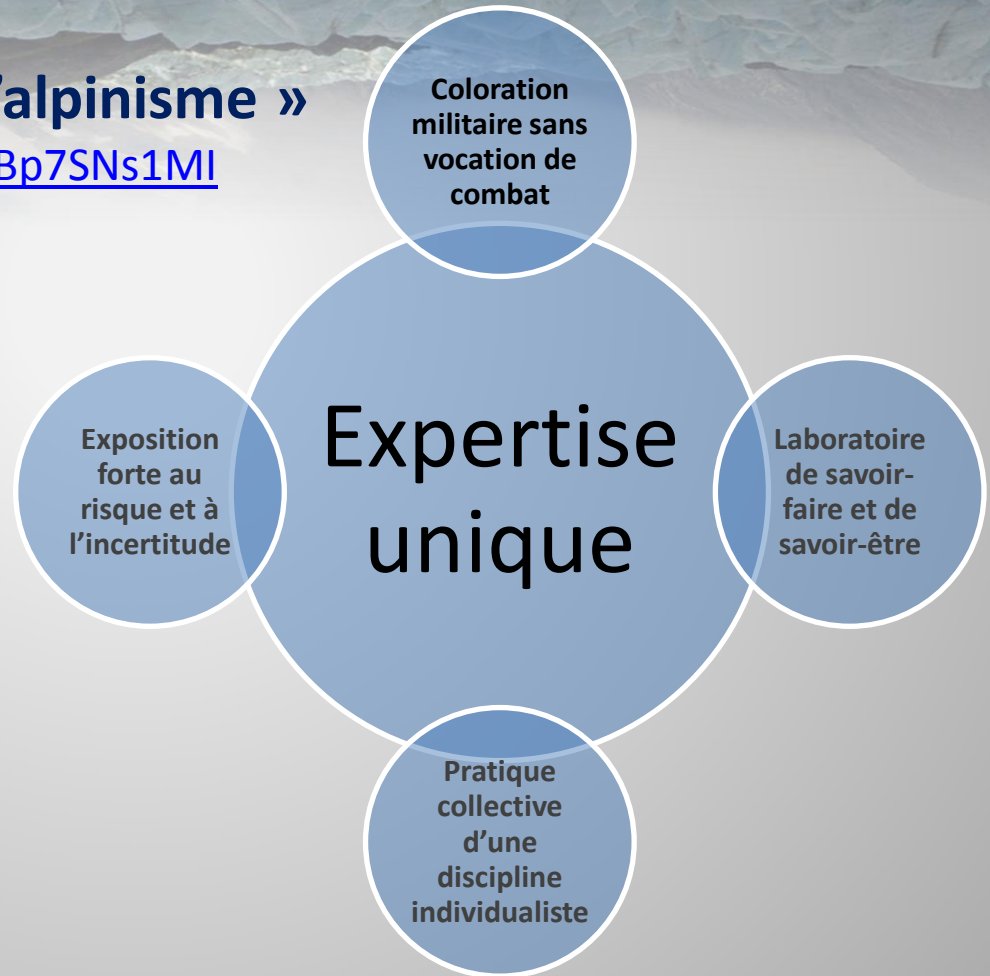 ’alpinisme »
Bp7SNs1MI
Coloration
militaire sans
vocation de
combat
Exposition
forte au
risque et à
l’incertitude
Expertise
unique
Laboratoire
de savoir-
faire et de
savoir-être
Pratique
collective
d’une
discipline
individualiste